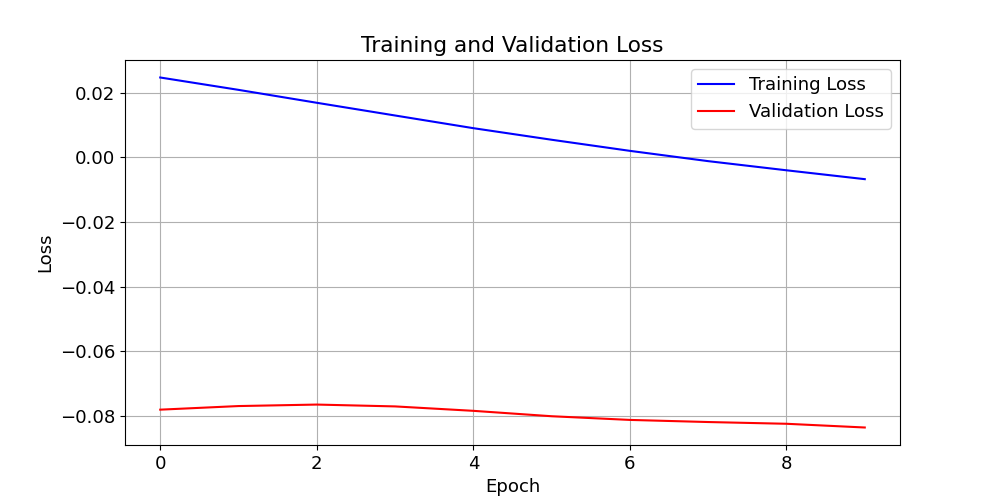 Training and Validation Loss
Training Loss
Validation Loss
0.02
0.00
−0.02
−0.04
−0.06
−0.08
Loss
0 2 4 6 8
Epoch